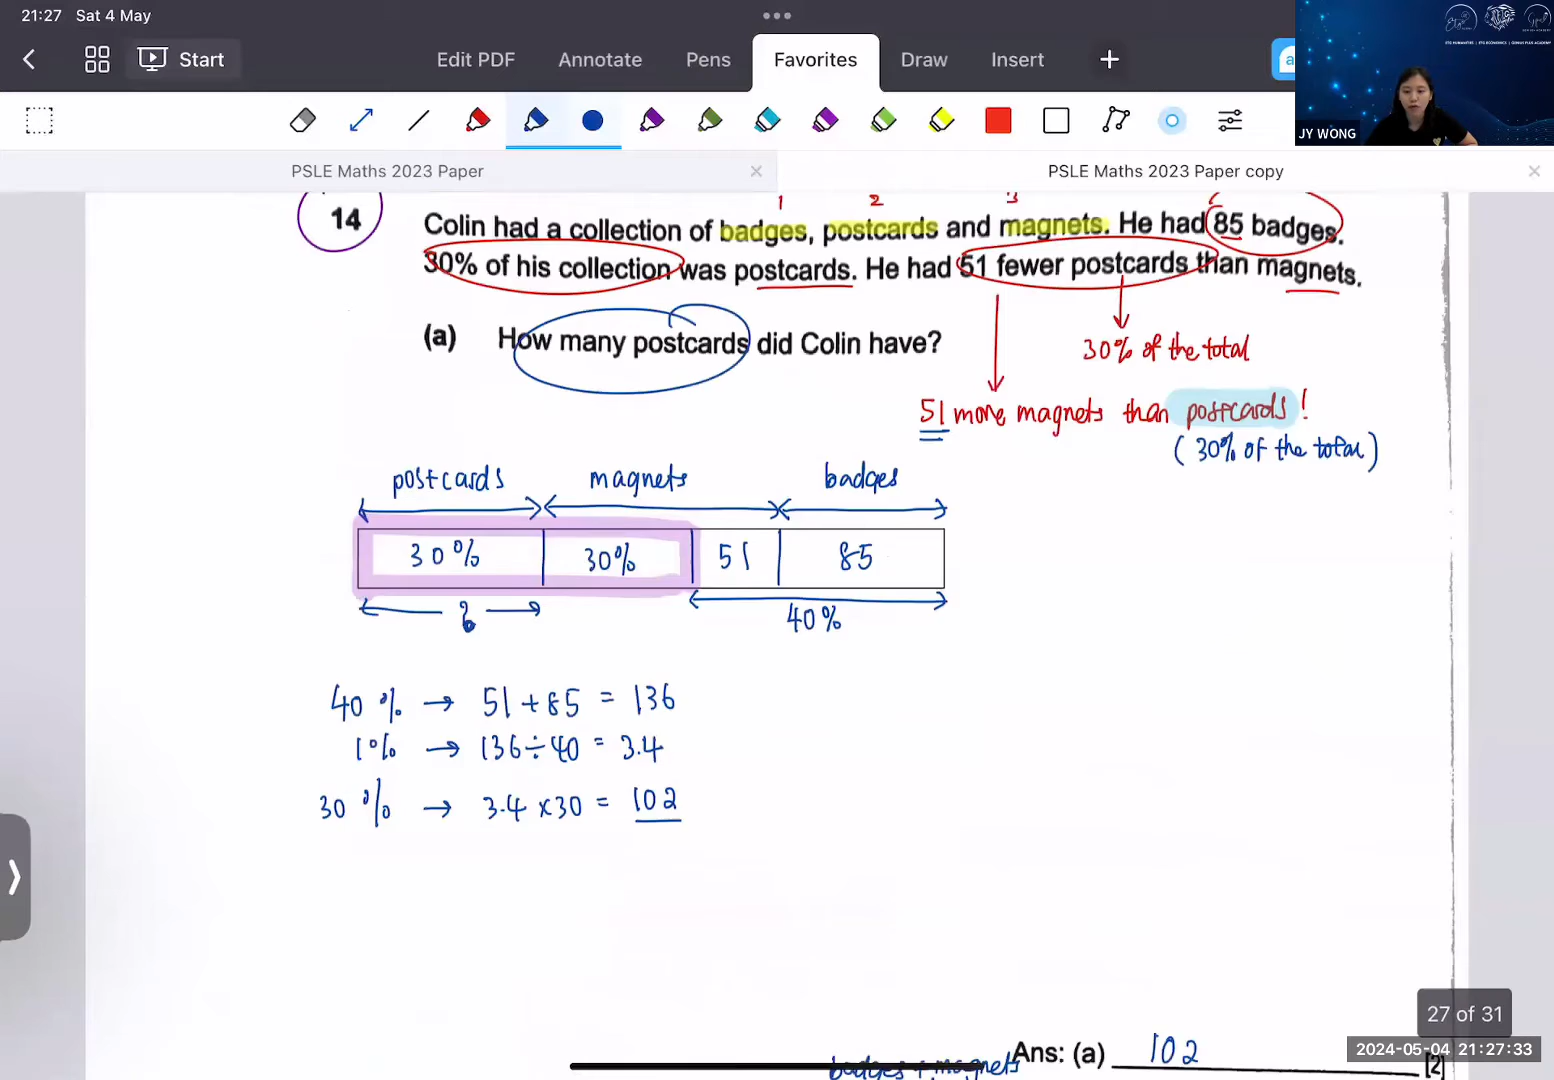 21:27 Sat 4 May
Start
Edit PDF Annotate Pens Favorites Draw Insert
JY WONG
PSLE Maths 2023 Paper
PSLE Maths 2023 Paper copy
1 2 3
14 Colin had a collection of badges, postcards and magnets. He had 85 badges.
30% of his collection was postcards. He had 51 fewer postcards than magnets.
(a) How many postcards did Colin have?
30% of the total
51 more magnets than postcards!
(30% of the total)
postcards magnets badges
30% 30% 51 85
?
40%
40% → 51 + 85 = 136
1% → 136 ÷ 40 = 3.4
30% → 3.4 x 30 = 102
27 of 31
Ans: (a) 102
2024-05-04 21:27:33
badges + magnets
[2]